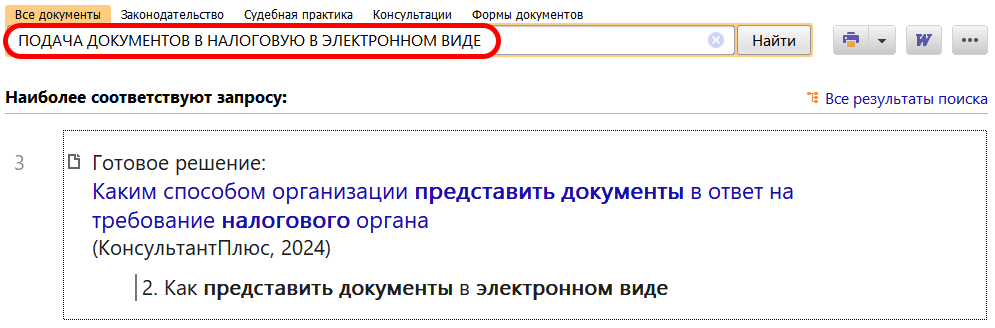 Все документы Законодательство Судебная практика Консультации Формы документов
ПОДАЧА ДОКУМЕНТОВ В НАЛОГОВУЮ В ЭЛЕКТРОННОМ ВИДЕ Найти W
Наиболее соответствуют запросу: Все результаты поиска
3 Готовое решение:
Каким способом организации представить документы в ответ на
требование налогового органа
(КонсультантПлюс, 2024)
2. Как представить документы в электронном виде